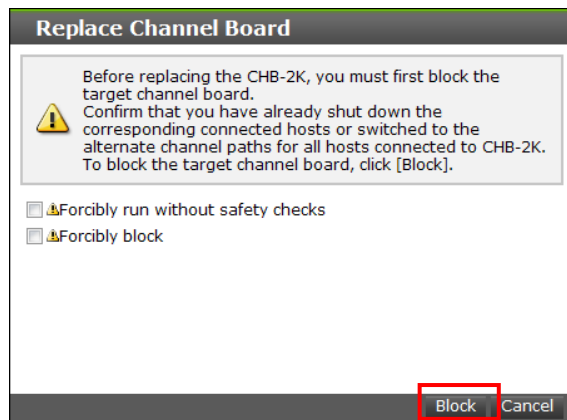 Replace Channel Board
Before replacing the CHB-2K, you must first block the
target channel board.
Confirm that you have already shut down the
corresponding connected hosts or switched to the
alternate channel paths for all hosts connected to CHB-2K.
To block the target channel board, click [Block].
Forcibly run without safety checks
Forcibly block
Block Cancel